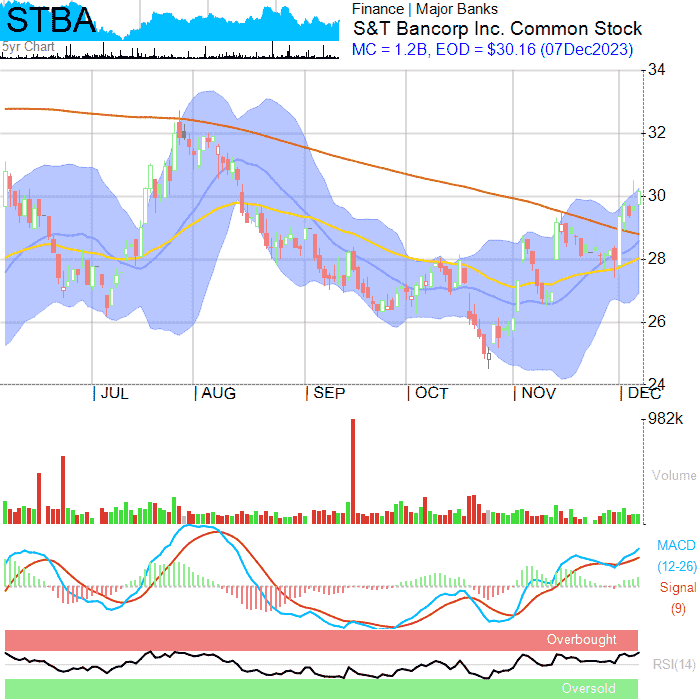 STBA
5yr Chart
Finance | Major Banks
S&T Bancorp Inc. Common Stock
MC = 1.2B, EOD = $30.16 (07Dec2023)
34
32
30
28
26
24
JUL
AUG
SEP
OCT
NOV
DEC
982k
Volume
MACD
(12-26)
Signal
(9)
Overbought
RSI(14)
Oversold